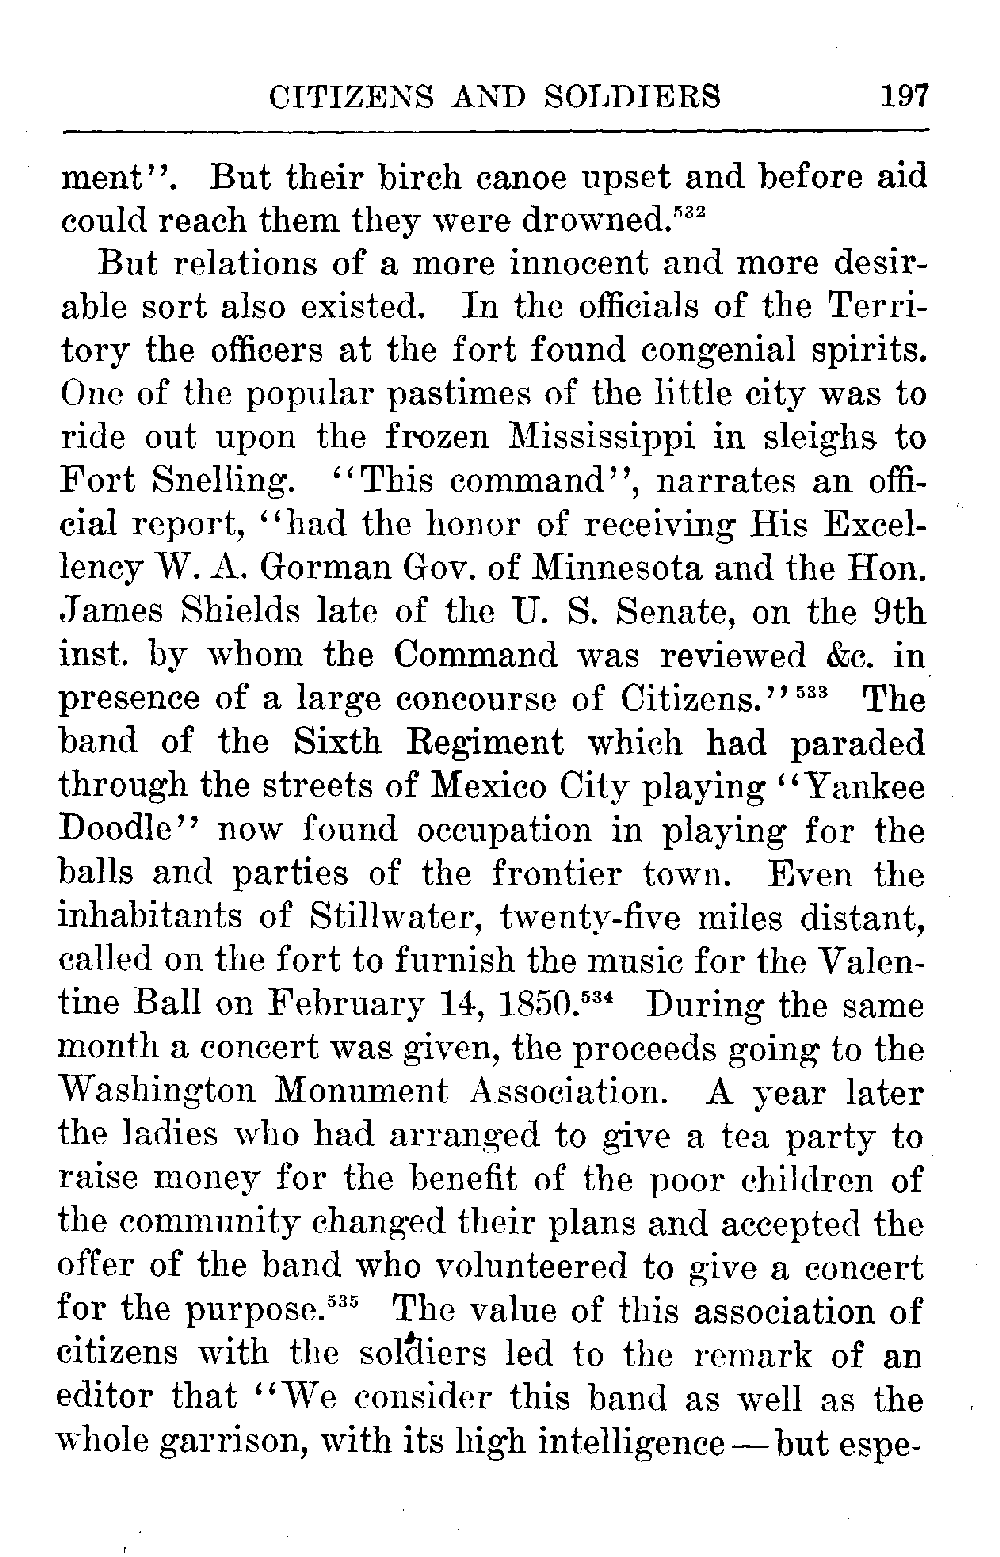 CITIZENS AND SOLDIERS 197
ment''. But their birch canoe upset and before aid
could reach them they were drowned.⁵³²
But relations of a more innocent and more desir-
able sort also existed. In the officials of the Terri-
tory the officers at the fort found congenial spirits.
One of the popular pastimes of the little city was to
ride out upon the frozen Mississippi in sleighs to
Fort Snelling. ‘‘This command’’, narrates an offi-
cial report, ‘‘had the honor of receiving His Excel-
lency W. A. Gorman Gov. of Minnesota and the Hon.
James Shields late of the U. S. Senate, on the 9th
inst. by whom the Command was reviewed &c. in
presence of a large concourse of Citizens.’’⁵³³ The
band of the Sixth Regiment which had paraded
through the streets of Mexico City playing ‘‘Yankee
Doodle’’ now found occupation in playing for the
balls and parties of the frontier town. Even the
inhabitants of Stillwater, twenty-five miles distant,
called on the fort to furnish the music for the Valen-
tine Ball on February 14, 1850.⁵³⁴ During the same
month a concert was given, the proceeds going to the
Washington Monument Association. A year later
the ladies who had arranged to give a tea party to
raise money for the benefit of the poor children of
the community changed their plans and accepted the
offer of the band who volunteered to give a concert
for the purpose.⁵³⁵ The value of this association of
citizens with the soldiers led to the remark of an
editor that ‘‘We consider this band as well as the
whole garrison, with its high intelligence—but espe-